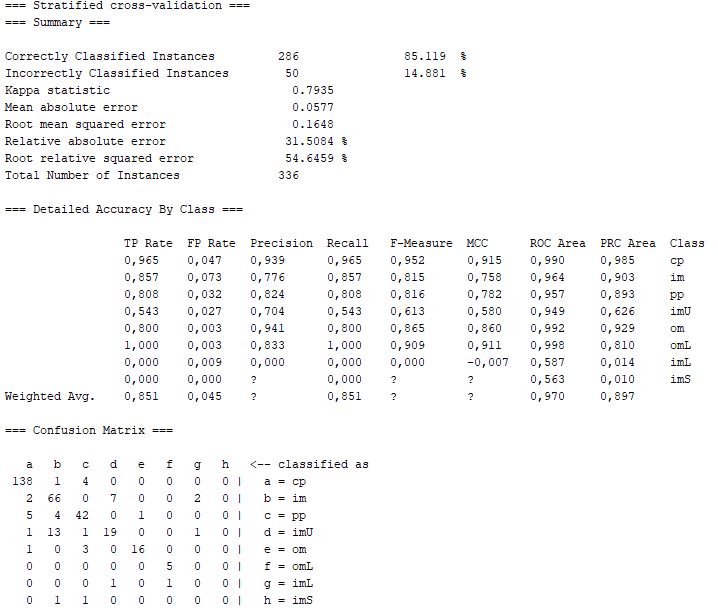 === Stratified cross-validation ===
=== Summary ===
Correctly Classified Instances 286 85.119 %
Incorrectly Classified Instances 50 14.881 %
Kappa statistic 0.7935
Mean absolute error 0.0577
Root mean squared error 0.1648
Relative absolute error 31.5084 %
Root relative squared error 54.6459 %
Total Number of Instances 336
=== Detailed Accuracy By Class ===
TP Rate FP Rate Precision Recall F-Measure MCC ROC Area PRC Area Class
0,965 0,047 0,939 0,965 0,952 0,915 0,990 0,985 cp
0,857 0,073 0,776 0,857 0,815 0,758 0,964 0,903 im
0,808 0,032 0,824 0,808 0,816 0,782 0,957 0,893 pp
0,543 0,027 0,704 0,543 0,613 0,580 0,949 0,626 imU
0,800 0,003 0,941 0,800 0,865 0,860 0,992 0,929 om
1,000 0,003 0,833 1,000 0,909 0,911 0,998 0,810 omL
0,000 0,009 0,000 0,000 0,000 -0,007 0,587 0,014 imL
0,000 0,000 ? 0,000 ? ? 0,563 0,010 imS
Weighted Avg. 0,851 0,045 ? 0,851 ? ? 0,970 0,897
=== Confusion Matrix ===
a b c d e f g h <-- classified as
138 1 4 0 0 0 0 0 | a = cp
2 66 0 7 0 0 2 0 | b = im
5 4 42 0 1 0 0 0 | c = pp
1 13 1 19 0 0 1 0 | d = imU
1 0 3 0 16 0 0 0 | e = om
0 0 0 0 0 5 0 0 | f = omL
0 0 0 1 0 1 0 0 | g = imL
0 1 1 0 0 0 0 0 | h = imS